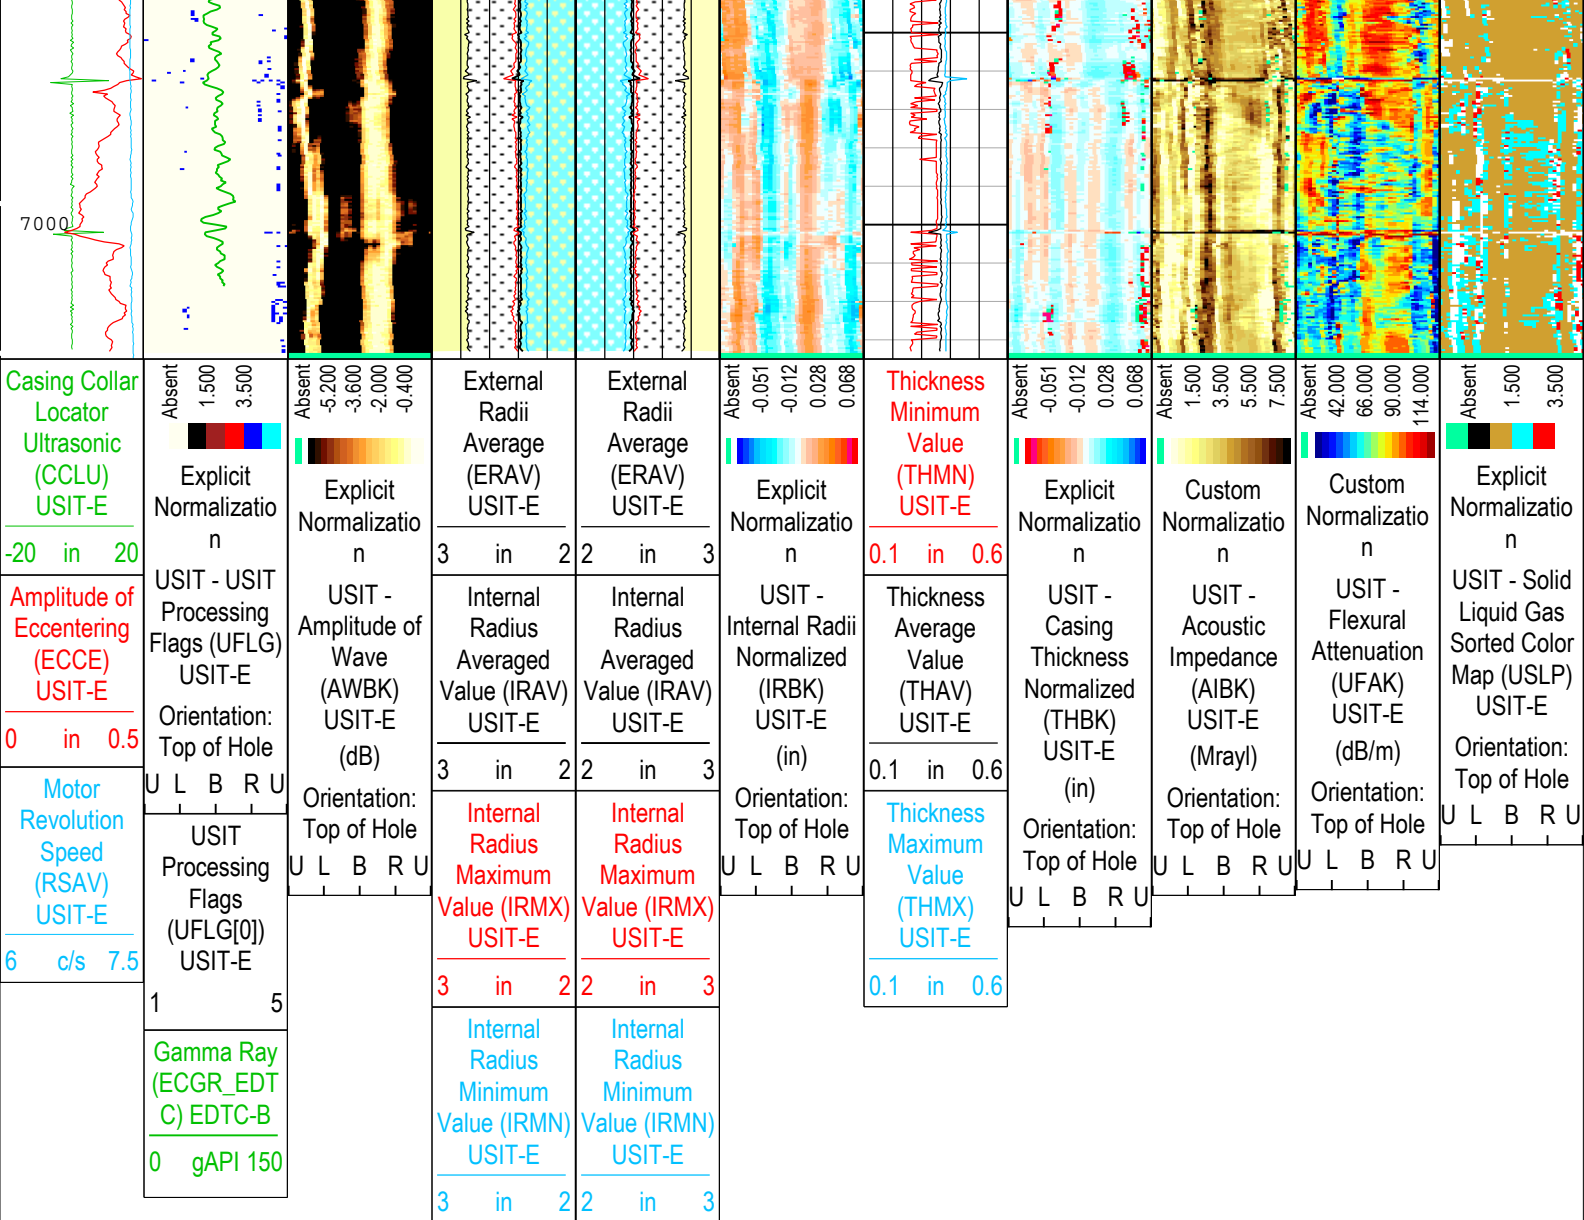 7000
Casing Collar
Locator
Ultrasonic
(CCLU)
USIT-E
-20 in 20
Amplitude of
Eccentering
(ECCE)
USIT-E
0 in 0.5
Motor
Revolution
Speed
(RSAV)
USIT-E
6 c/s 7.5
Absent 1.500 3.500
Explicit
Normalizatio
n
USIT - USIT
Processing
Flags (UFLG)
USIT-E
Orientation:
Top of Hole
U L B R U
USIT
Processing
Flags
(UFLG[0])
USIT-E
1 5
Gamma Ray
(ECGR_EDT
C) EDTC-B
0 gAPI 150
Absent -5.200 -3.600 -2.000 -0.400
Explicit
Normalizatio
n
USIT -
Amplitude of
Wave
(AWBK)
USIT-E
(dB)
Orientation:
Top of Hole
U L B R U
External
Radii
Average
(ERAV)
USIT-E
3 in 2
Internal
Radius
Averaged
Value (IRAV)
USIT-E
3 in 2
Internal
Radius
Maximum
Value (IRMX)
USIT-E
3 in 2
Internal
Radius
Minimum
Value (IRMN)
USIT-E
3 in 2
External
Radii
Average
(ERAV)
USIT-E
2 in 3
Internal
Radius
Averaged
Value (IRAV)
USIT-E
2 in 3
Internal
Radius
Maximum
Value (IRMX)
USIT-E
2 in 3
Internal
Radius
Minimum
Value (IRMN)
USIT-E
2 in 3
Absent -0.051 -0.012 0.028 0.068
Explicit
Normalizatio
n
USIT -
Internal Radii
Normalized
(IRBK)
USIT-E
(in)
Orientation:
Top of Hole
U L B R U
Thickness
Minimum
Value
(THMN)
USIT-E
0.1 in 0.6
Thickness
Average
Value
(THAV)
USIT-E
0.1 in 0.6
Thickness
Maximum
Value
(THMX)
USIT-E
0.1 in 0.6
Absent -0.051 -0.012 0.028 0.068
Explicit
Normalizatio
n
USIT -
Casing
Thickness
Normalized
(THBK)
USIT-E
(in)
Orientation:
Top of Hole
U L B R U
Absent 1.500 3.500 5.500 7.500
Custom
Normalizatio
n
USIT -
Acoustic
Impedance
(AIBK)
USIT-E
(Mrayl)
Orientation:
Top of Hole
U L B R U
Absent 42.000 66.000 90.000 114.000
Custom
Normalizatio
n
USIT -
Flexural
Attenuation
(UFAK)
USIT-E
(dB/m)
Orientation:
Top of Hole
U L B R U
Absent 1.500 3.500
Explicit
Normalizatio
n
USIT - Solid
Liquid Gas
Sorted Color
Map (USLP)
USIT-E
Orientation:
Top of Hole
U L B R U